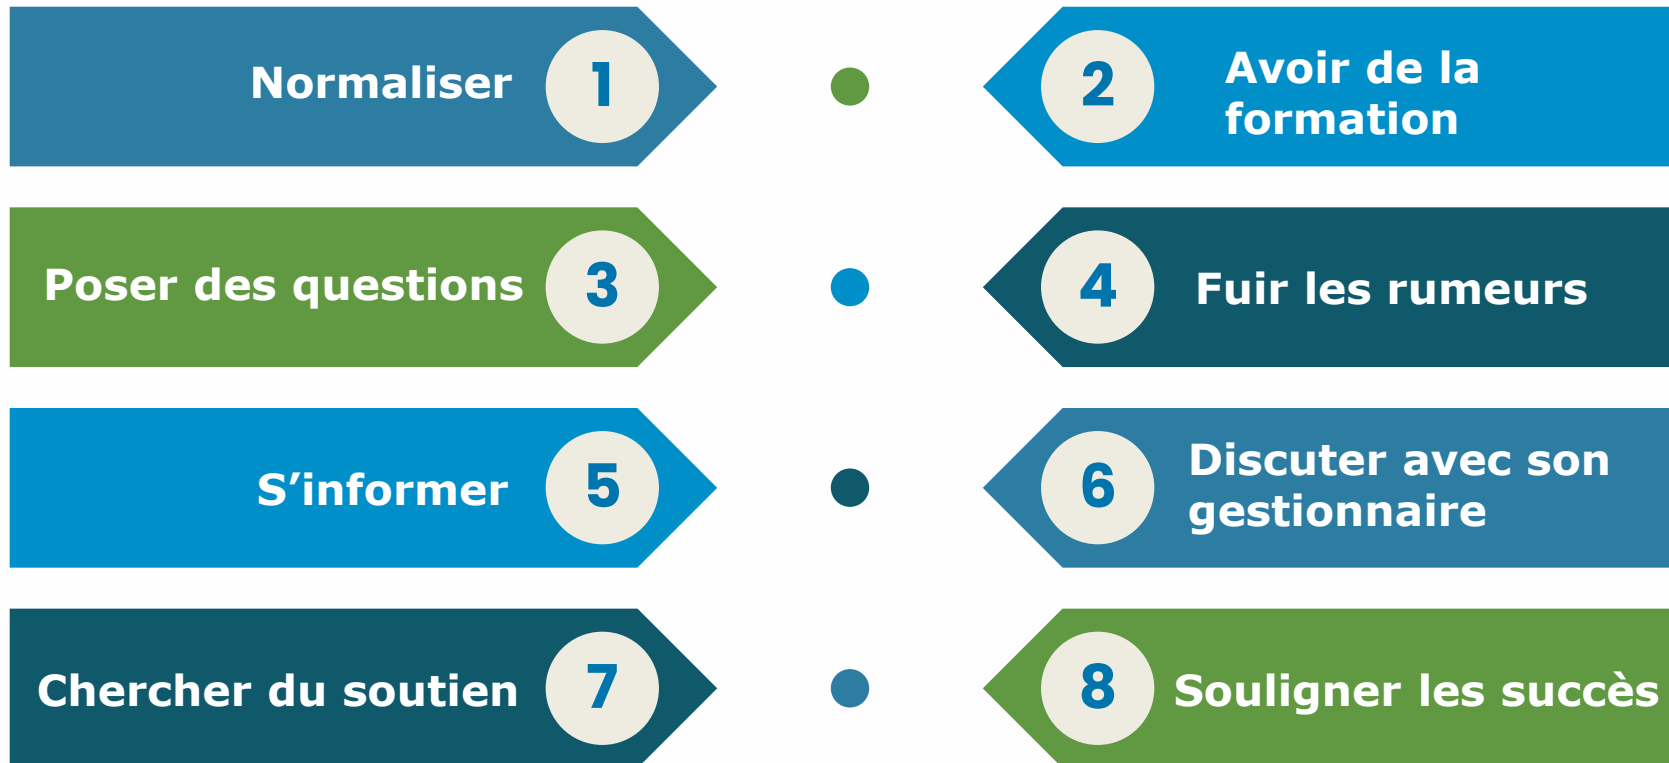 Normaliser 1
2 Avoir de la
formation
Poser des questions 3
4 Fuir les rumeurs
S’informer 5
6 Discuter avec son
gestionnaire
Chercher du soutien 7
8 Souligner les succès